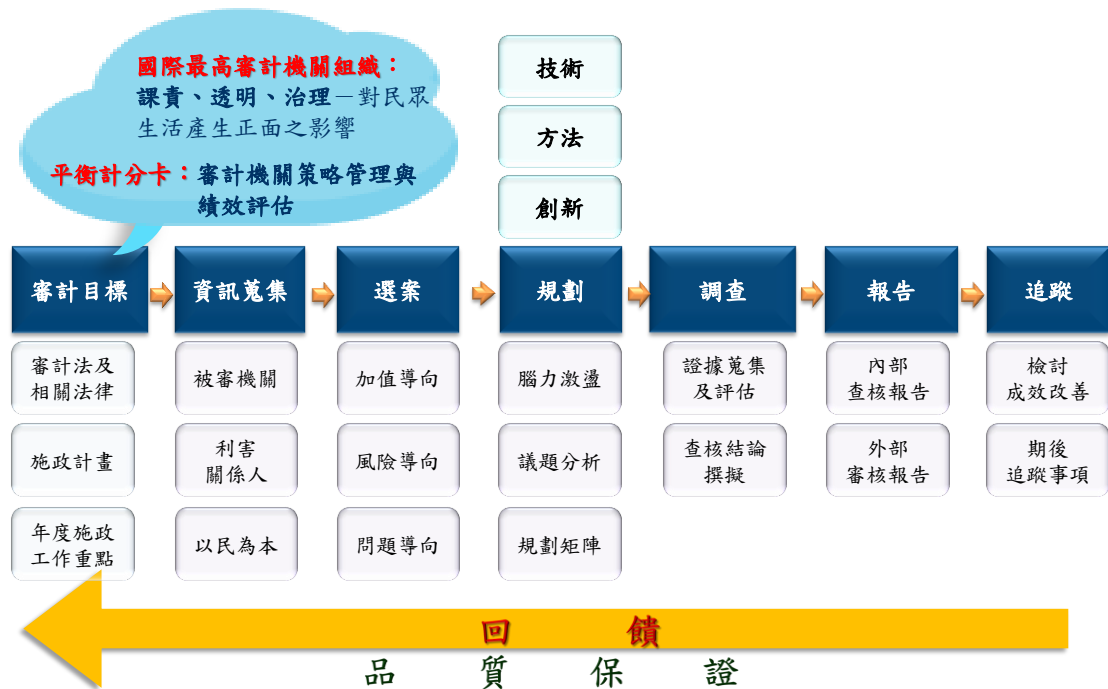 國際最高審計機關組織：
課責、透明、治理－對民眾
生活產生正面之影響
平衡計分卡：審計機關策略管理與
績效評估
技術
方法
創新
審計目標
資訊蒐集
選案
規劃
調查
報告
追蹤
審計法及
相關法律
施政計畫
年度施政
工作重點
被審機關
利害
關係人
以民為本
加值導向
風險導向
問題導向
腦力激盪
議題分析
規劃矩陣
證據蒐集
及評估
查核結論
撰擬
內部
查核報告
外部
審核報告
檢討
成效改善
期後
追蹤事項
回 饋
品 質 保 證